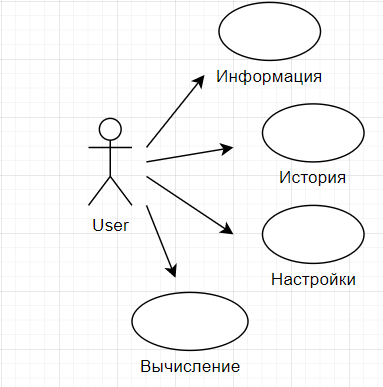 Информация
История
User
Настройки
Вычисление